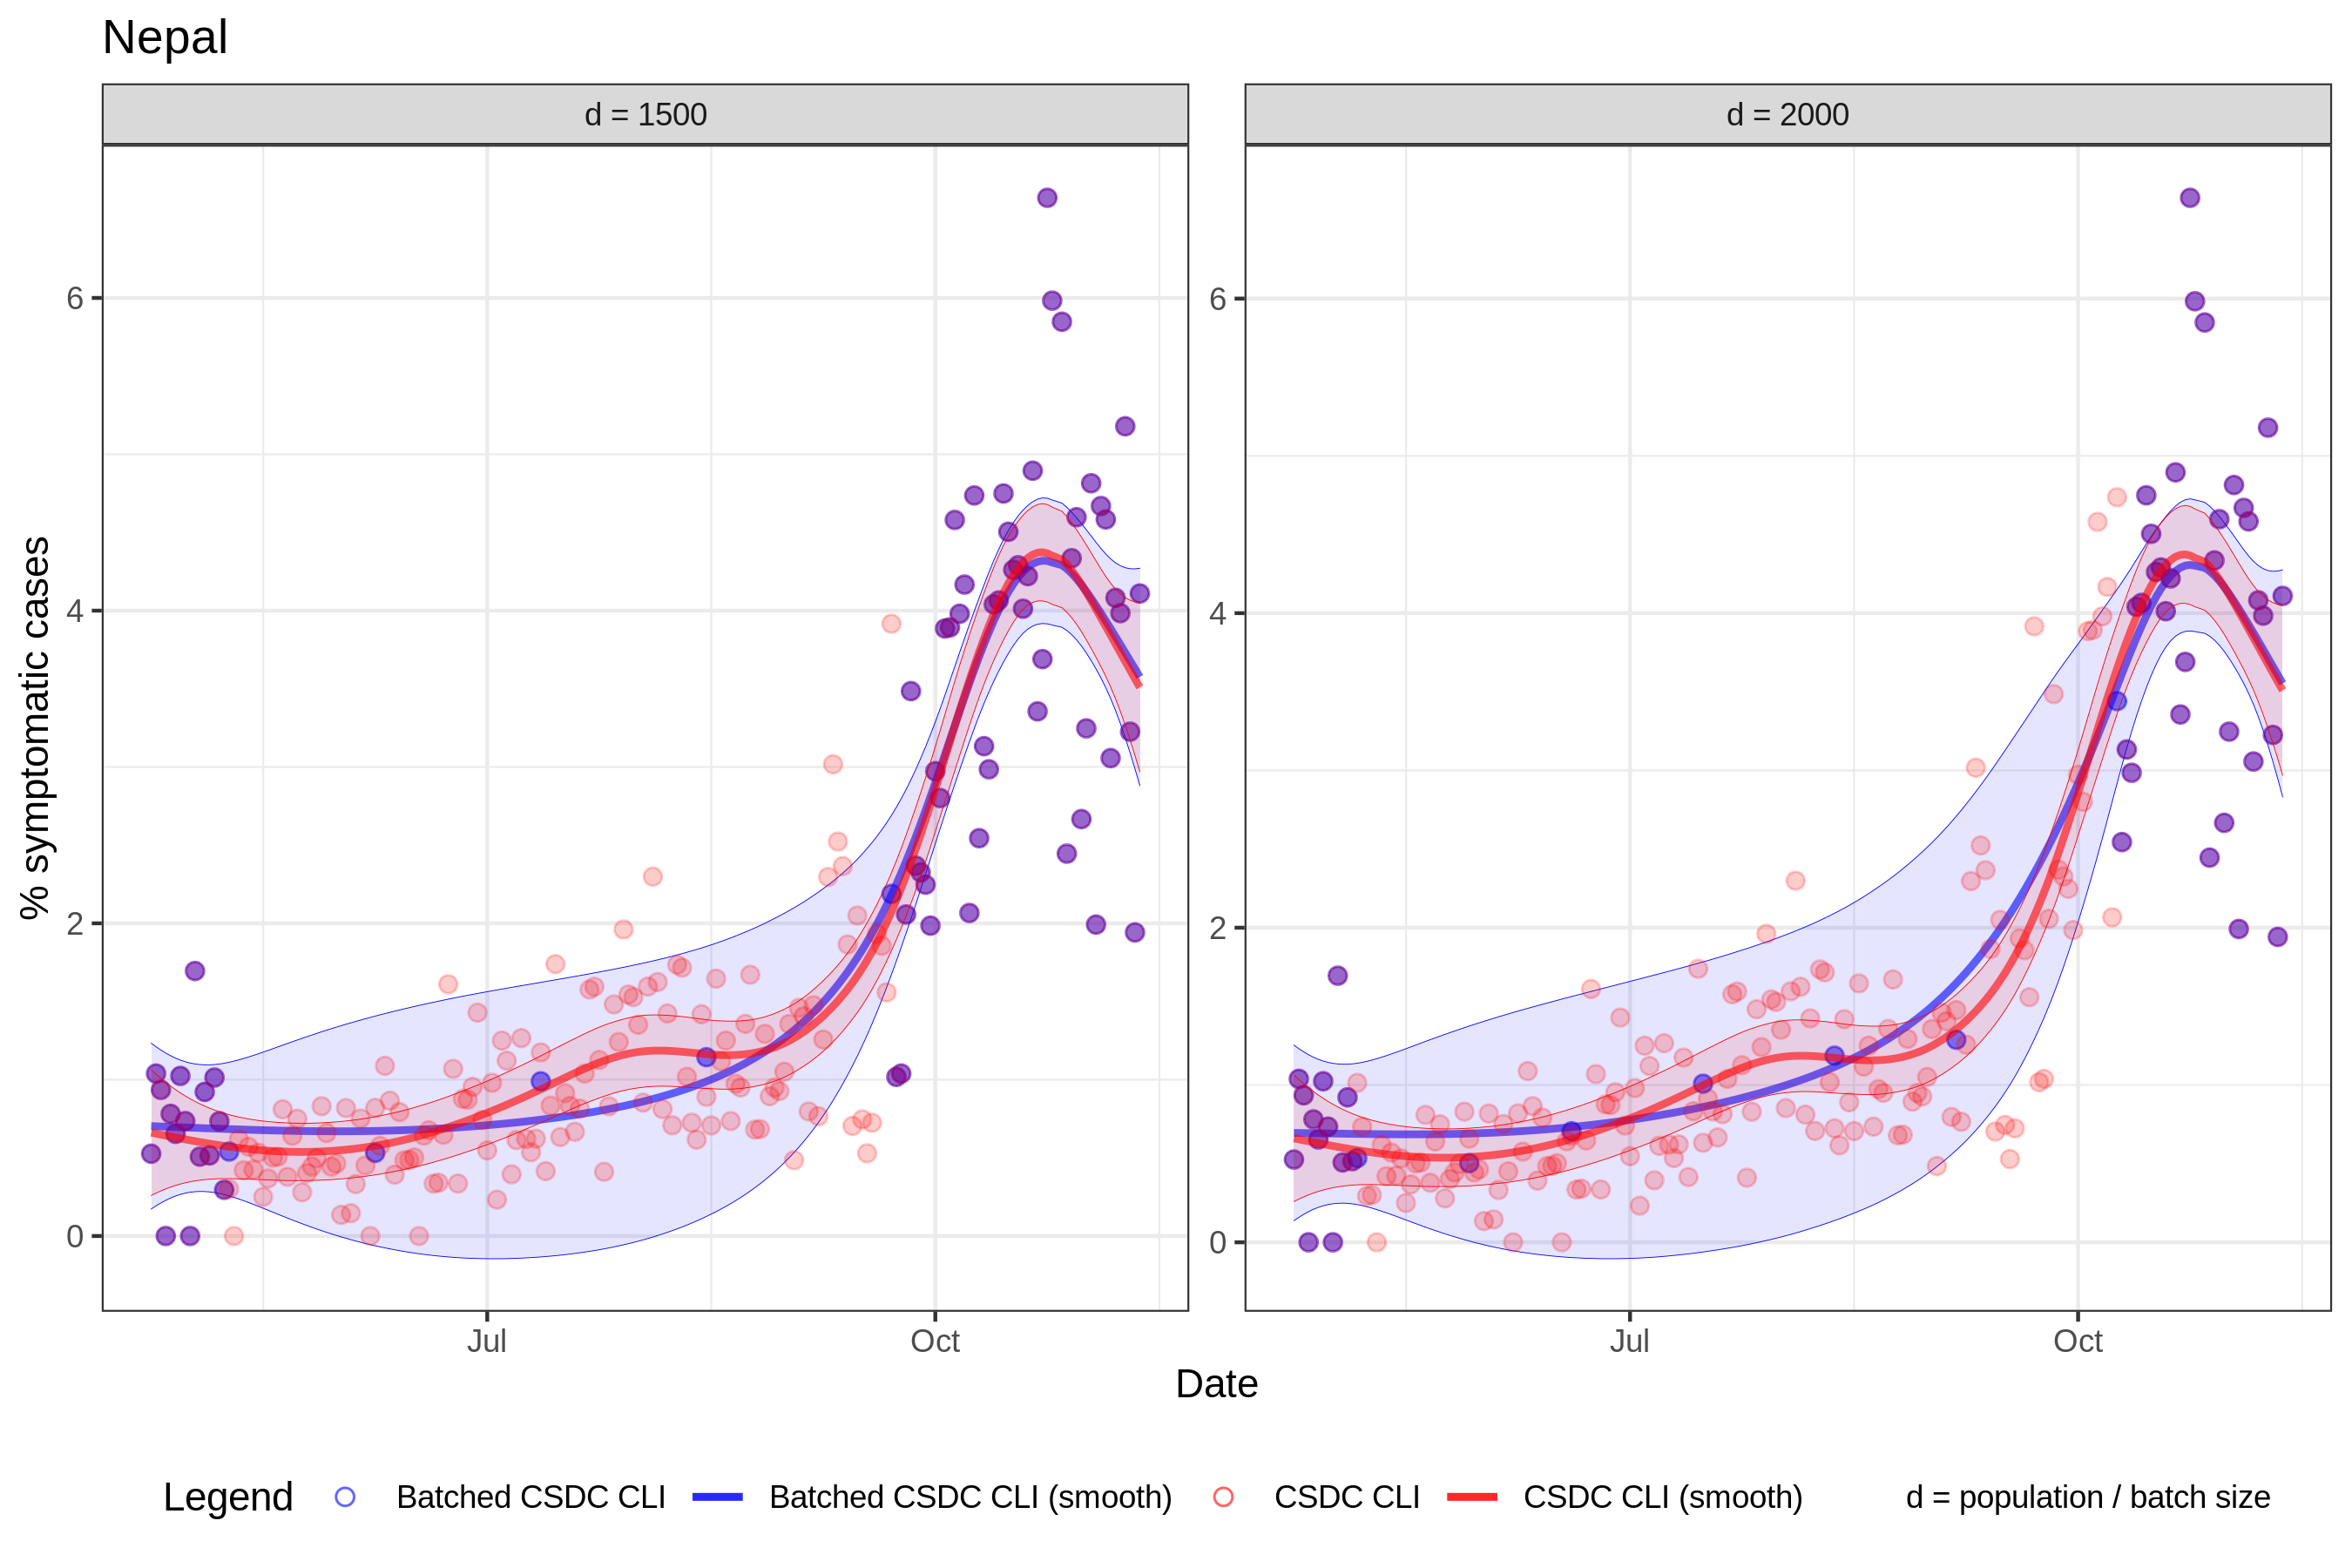 Nepal
d = 1500
d = 2000
% symptomatic cases
6
4
2
0
6
4
2
0
Jul
Oct
Jul
Oct
Date
Legend
Batched CSDC CLI
Batched CSDC CLI (smooth)
CSDC CLI
CSDC CLI (smooth)
d = population / batch size